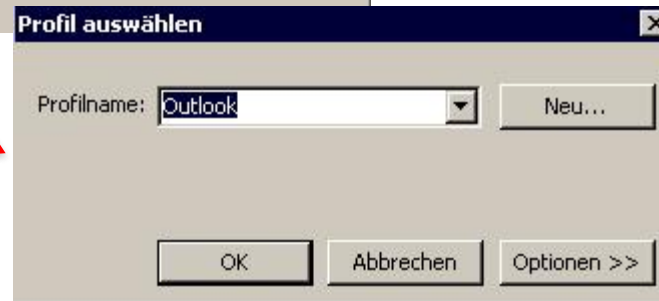 Profil auswählen
Profilname: Outlook Neu...
OK Abbrechen Optionen >>